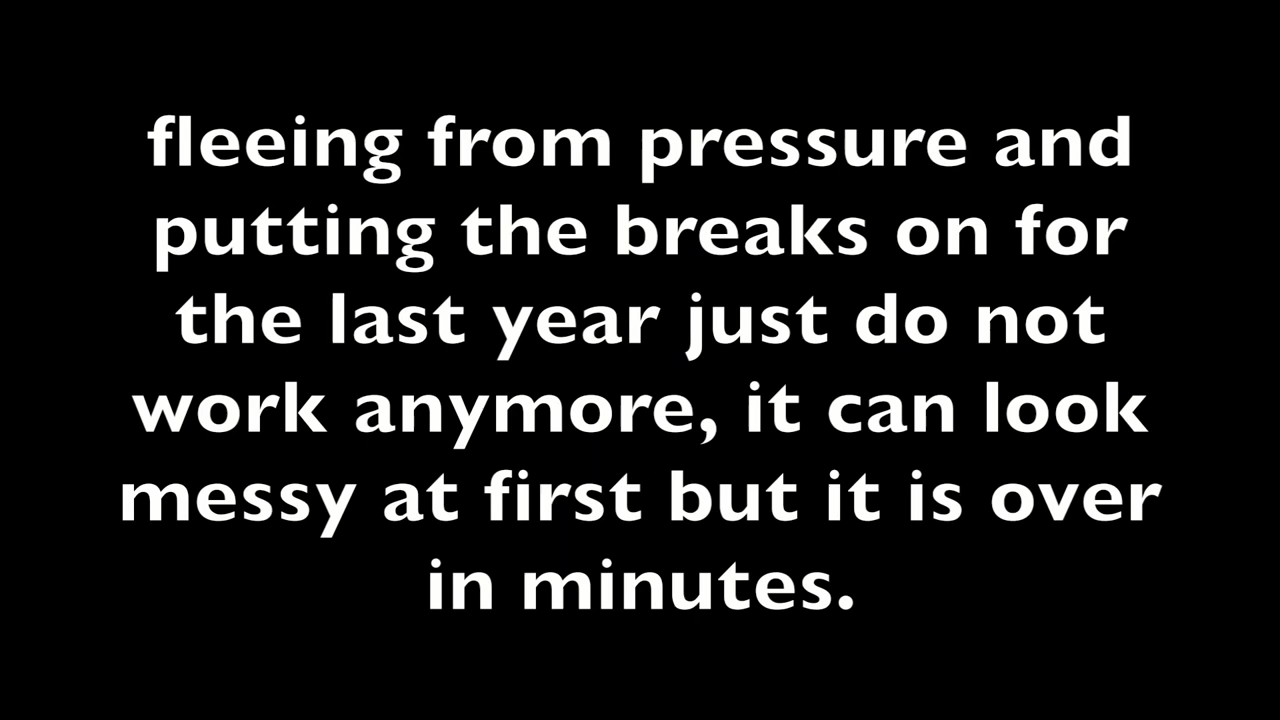 fleeing from pressure and
putting the breaks on for
the last year just do not
work anymore, it can look
messy at first but it is over
in minutes.